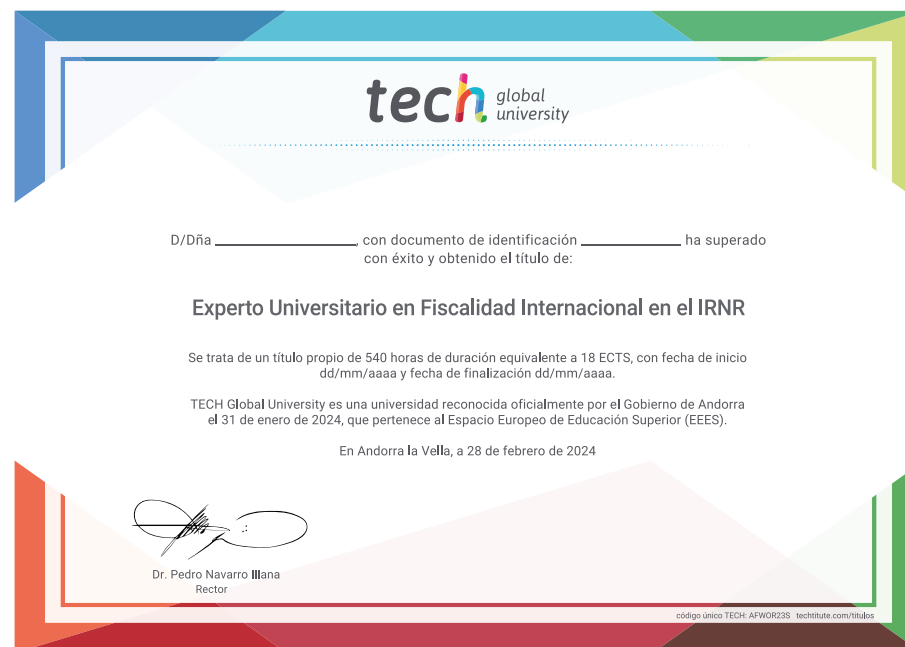 tech global university
D/Dña ________________, con documento de identificación ___________ ha superado
con éxito y obtenido el título de:
Experto Universitario en Fiscalidad Internacional en el IRNR
Se trata de un título propio de 540 horas de duración equivalente a 18 ECTS, con fecha de inicio
dd/mm/aaaa y fecha de finalización dd/mm/aaaa.
TECH Global University es una universidad reconocida oficialmente por el Gobierno de Andorra
el 31 de enero de 2024, que pertenece al Espacio Europeo de Educación Superior (EEES).
En Andorra la Vella, a 28 de febrero de 2024
Dr. Pedro Navarro Illana
Rector
código único TECH: AFWOR23S techtitute.com/titulos